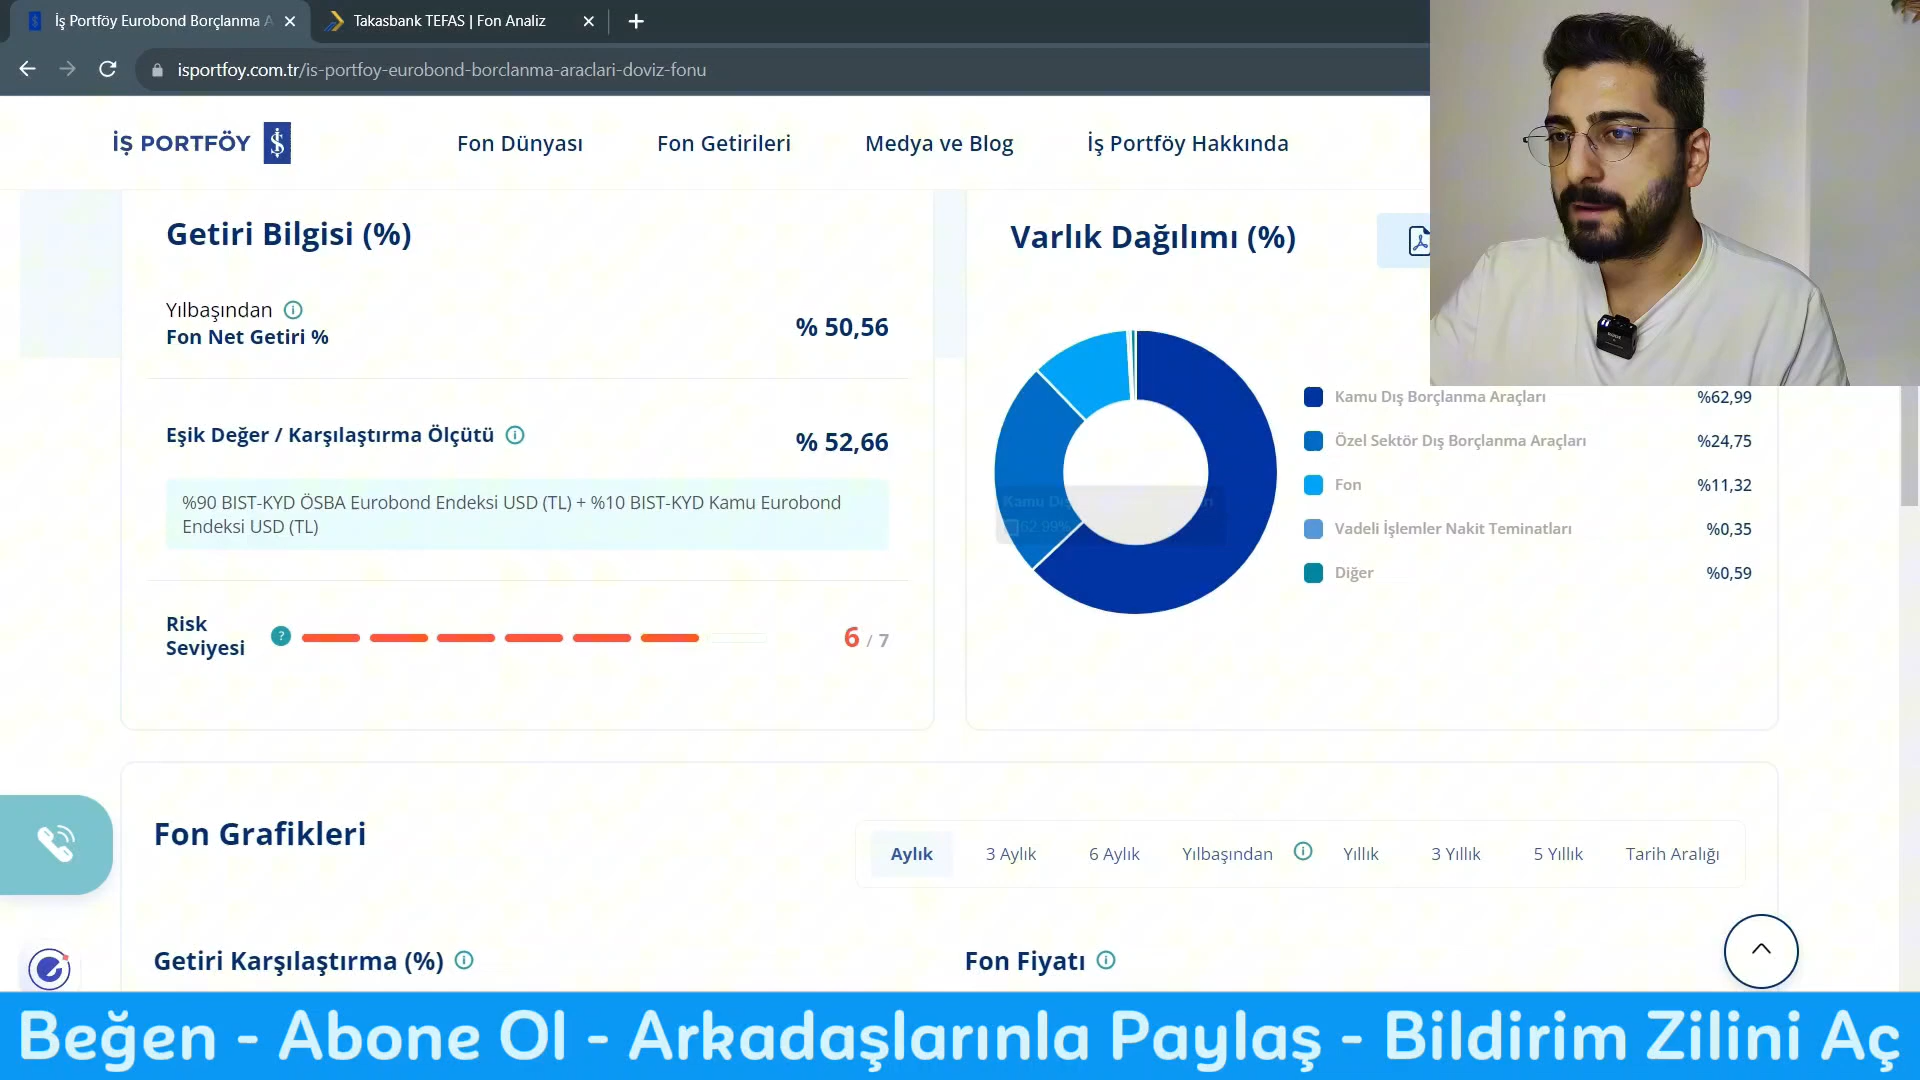 İş Portföy Eurobond Borçlanma A
Takasbank TEFAS | Fon Analiz
isportfoy.com.tr/is-portfoy-eurobond-borclanma-araclari-doviz-fonu
İŞ PORTFÖY
Fon Dünyası
Fon Getirileri
Medya ve Blog
İş Portföy Hakkında
Getiri Bilgisi (%)
Yılbaşından
Fon Net Getiri %
% 50,56
Eşik Değer / Karşılaştırma Ölçütü
% 52,66
%90 BIST-KYD ÖSBA Eurobond Endeksi USD (TL) + %10 BIST-KYD Kamu Eurobond
Endeksi USD (TL)
Risk
Seviyesi
?
6 / 7
Varlık Dağılımı (%)
Kamu Dış
62.99%
Kamu Dış Borçlanma Araçları %62,99
Özel Sektör Dış Borçlanma Araçları %24,75
Fon %11,32
Vadeli İşlemler Nakit Teminatları %0,35
Diğer %0,59
Fon Grafikleri
Aylık
3 Aylık
6 Aylık
Yılbaşından
Yıllık
3 Yıllık
5 Yıllık
Tarih Aralığı
Getiri Karşılaştırma (%)
Fon Fiyatı
Beğen - Abone Ol - Arkadaşlarınla Paylaş - Bildirim Zilini Aç